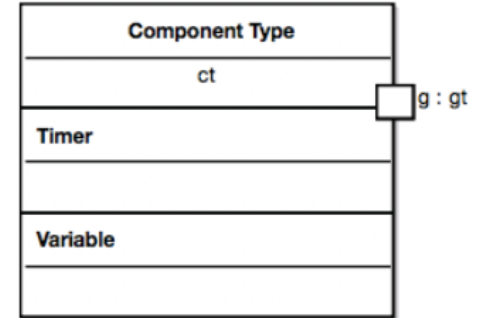 Component Type
ct
g : gt
Timer
Variable